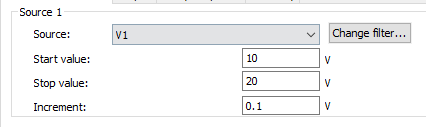 Source 1
Source: V1 Change filter...
Start value: 10 V
Stop value: 20 V
Increment: 0.1 V